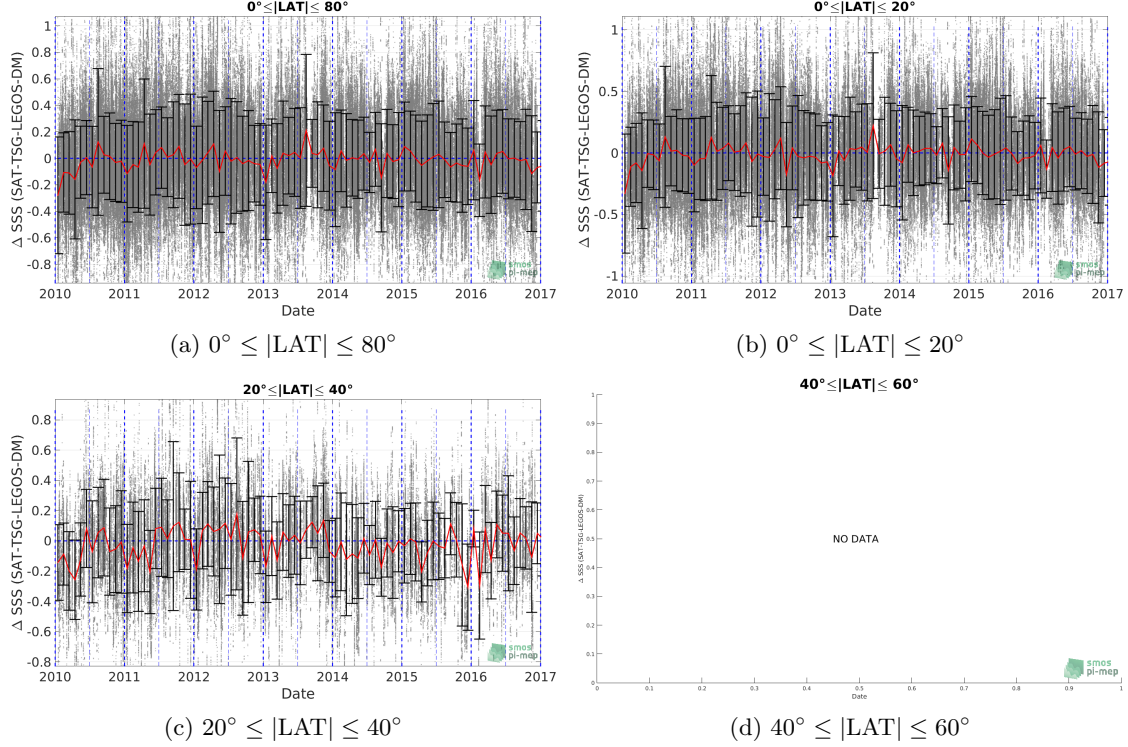 0°≤|LAT|≤ 80°
Δ SSS (SAT-TSG-LEGOS-DM)
1
0.8
0.6
0.4
0.2
0
-0.2
-0.4
-0.6
-0.8
2010 2011 2012 2013 2014 2015 2016 2017
Date
smos
pi-mep
(a) 0° ≤ |LAT| ≤ 80°
0°≤|LAT|≤ 20°
Δ SSS (SAT-TSG-LEGOS-DM)
1
0.5
0
-0.5
-1
2010 2011 2012 2013 2014 2015 2016 2017
Date
smos
pi-mep
(b) 0° ≤ |LAT| ≤ 20°
20°≤|LAT|≤ 40°
Δ SSS (SAT-TSG-LEGOS-DM)
0.8
0.6
0.4
0.2
0
-0.2
-0.4
-0.6
-0.8
2010 2011 2012 2013 2014 2015 2016 2017
Date
smos
pi-mep
(c) 20° ≤ |LAT| ≤ 40°
40°≤|LAT|≤ 60°
Δ SSS (SAT-TSG-LEGOS-DM)
1
0.9
0.8
0.7
0.6
0.5
0.4
0.3
0.2
0.1
0
NO DATA
0 0.1 0.2 0.3 0.4 0.5 0.6 0.7 0.8 0.9 1
Date
smos
pi-mep
(d) 40° ≤ |LAT| ≤ 60°